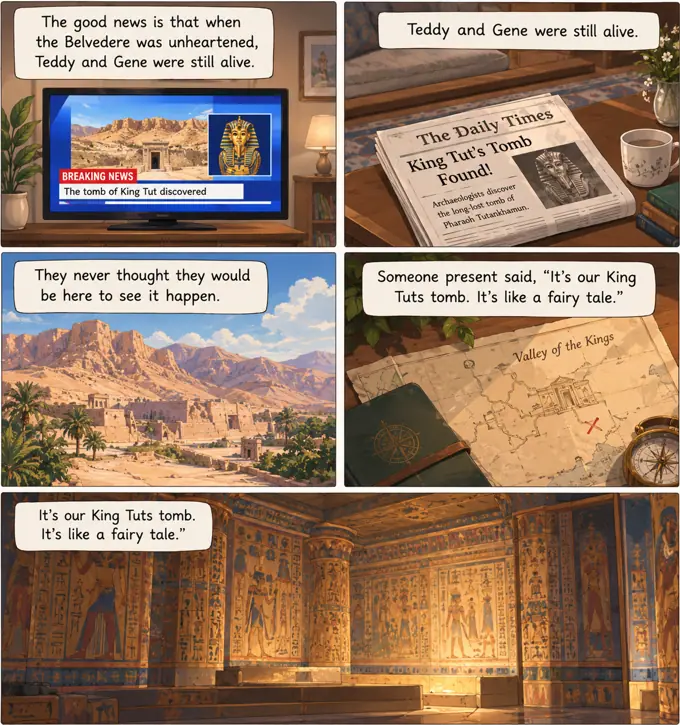 The good news is that when
the Belvedere was unheartened,
Teddy and Gene were still alive.
BREAKING NEWS
The tomb of King Tut discovered
Teddy and Gene were still alive.
The Daily Times
King Tut's Tomb
Found!
Archaeologists discover
the long-lost tomb of
Pharaoh Tutankhamun.
They never thought they would
be here to see it happen.
Someone present said, “It's our King
Tuts tomb. It's like a fairy tale.”
Valley of the Kings
It's our King Tuts tomb.
It's like a fairy tale.”